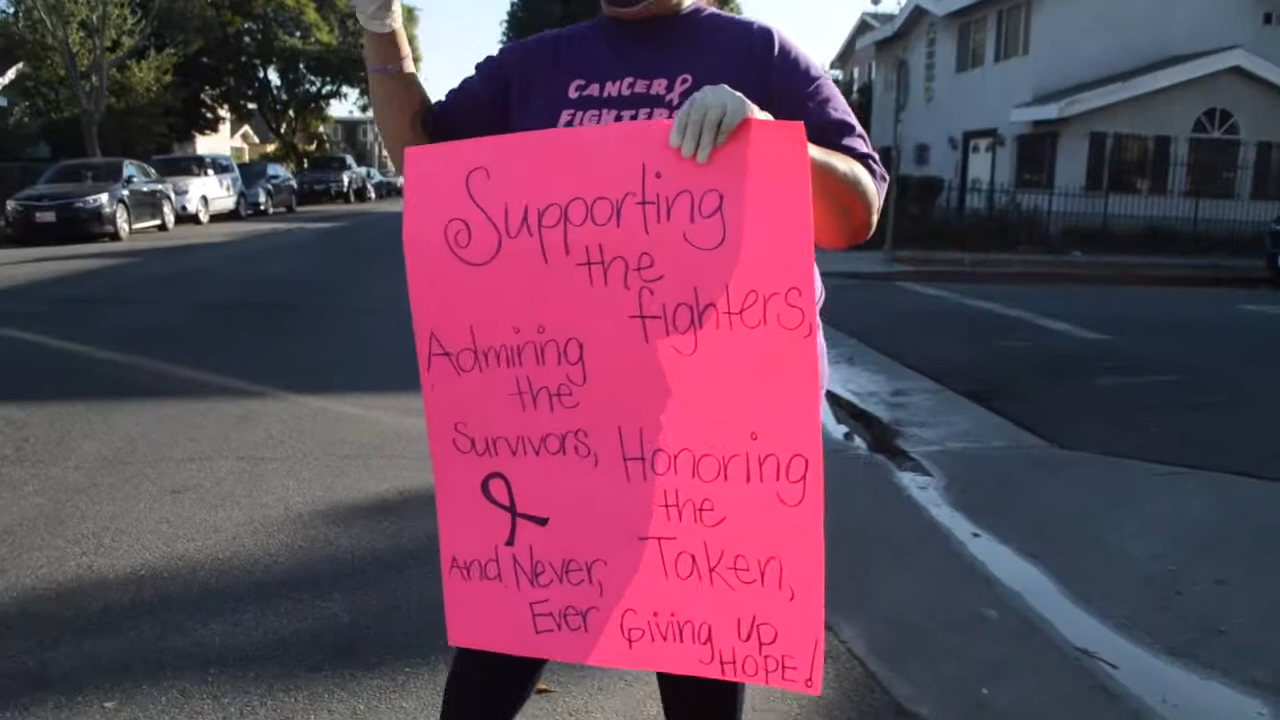 CANCER
FIGHTERS
Supporting
the
fighters,
Admiring
the
Survivors,
Honoring
the
Taken,
And Never,
Ever
Giving Up
HOPE!